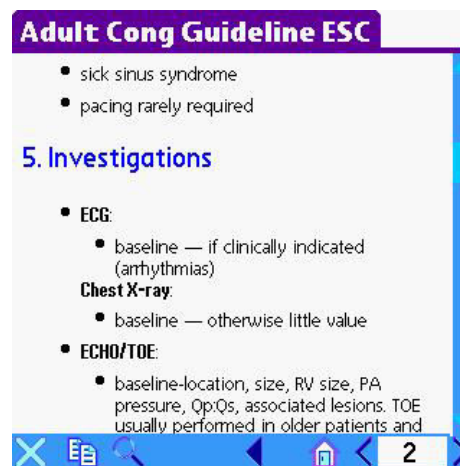 Adult Cong Guideline ESC
• sick sinus syndrome
• pacing rarely required
5. Investigations
• ECG:
• baseline — if clinically indicated
(arrhythmias)
Chest X-ray:
• baseline — otherwise little value
• ECHO/TOE:
• baseline-location, size, RV size, PA
pressure, Qp:Qs, associated lesions. TOE
usually performed in older patients and
2